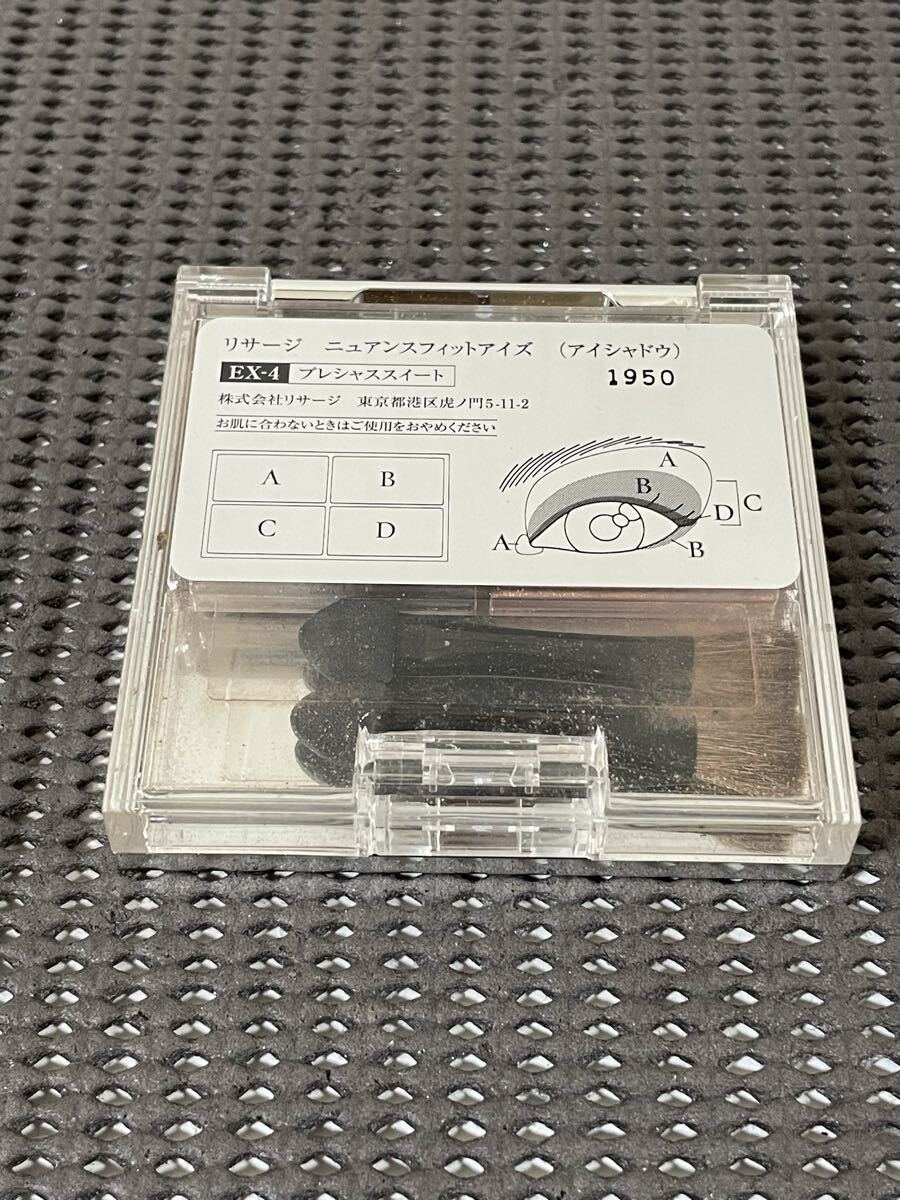 リサージ ニュアンスフィットアイズ (アイシャドウ)
EX-4 プレシャススイート 1950
株式会社リサージ 東京都港区虎ノ門5-11-2
お肌に合わないときはご使用をおやめください
A B
C D
A
B
C
D
A
B